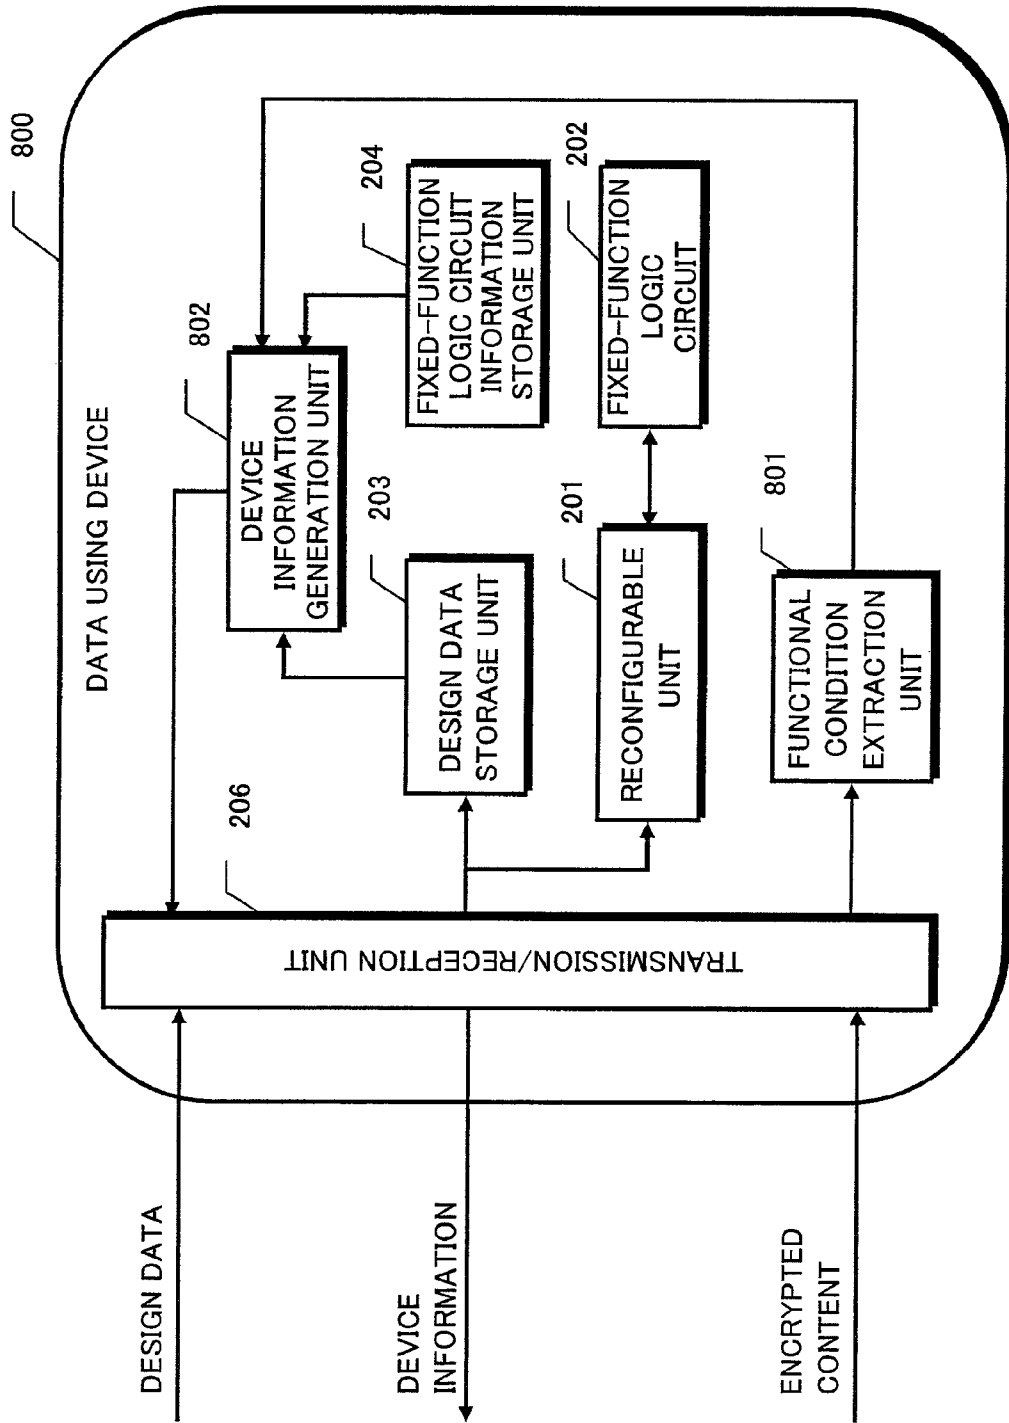 800
DATA USING DEVICE
DESIGN DATA
DEVICE
INFORMATION
ENCRYPTED
CONTENT
TRANSMISSION/RECEPTION UNIT
206
DEVICE
INFORMATION
GENERATION UNIT
802
DESIGN DATA
STORAGE UNIT
203
FIXED-FUNCTION
LOGIC CIRCUIT
INFORMATION
STORAGE UNIT
204
RECONFIGURABLE
UNIT
201
FIXED-FUNCTION
LOGIC
CIRCUIT
202
FUNCTIONAL
CONDITION
EXTRACTION
UNIT
801